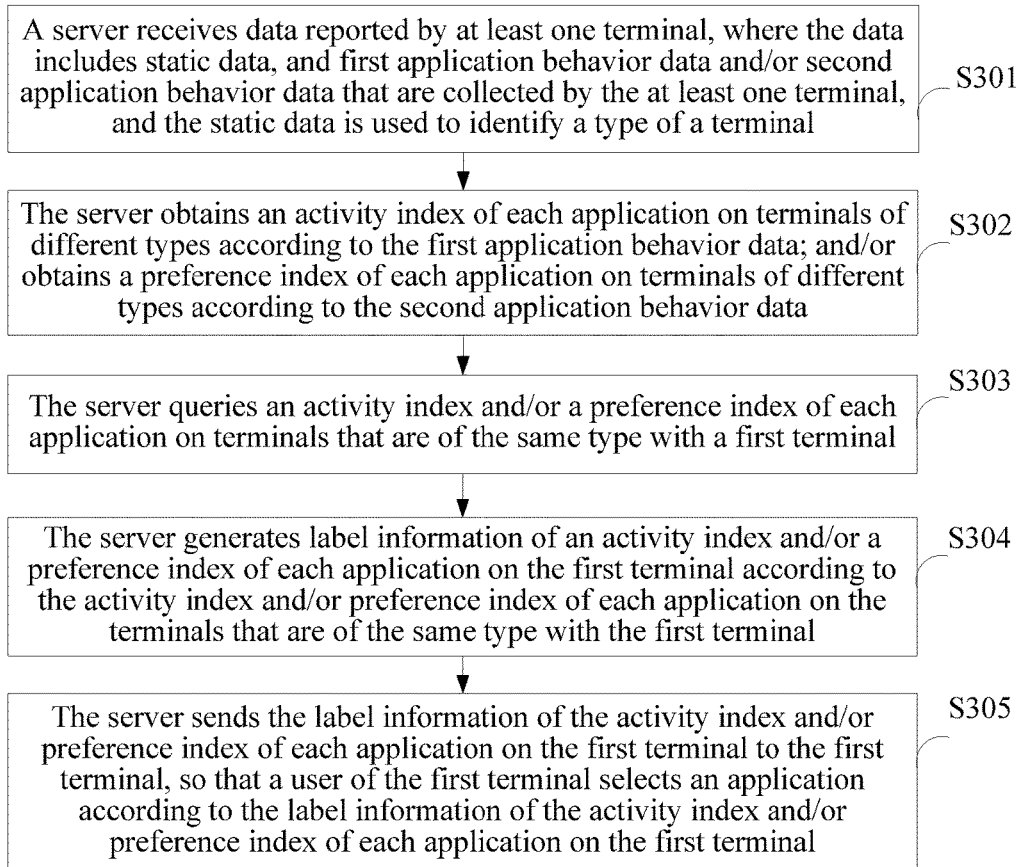 A server receives data reported by at least one terminal, where the data
includes static data, and first application behavior data and/or second
application behavior data that are collected by the at least one terminal,
and the static data is used to identify a type of a terminal
S301
The server obtains an activity index of each application on terminals of
different types according to the first application behavior data; and/or
obtains a preference index of each application on terminals of different
types according to the second application behavior data
S302
The server queries an activity index and/or a preference index of each
application on terminals that are of the same type with a first terminal
S303
The server generates label information of an activity index and/or a
preference index of each application on the first terminal according to
the activity index and/or preference index of each application on the
terminals that are of the same type with the first terminal
S304
The server sends the label information of the activity index and/or
preference index of each application on the first terminal to the first
terminal, so that a user of the first terminal selects an application
according to the label information of the activity index and/or
preference index of each application on the first terminal
S305